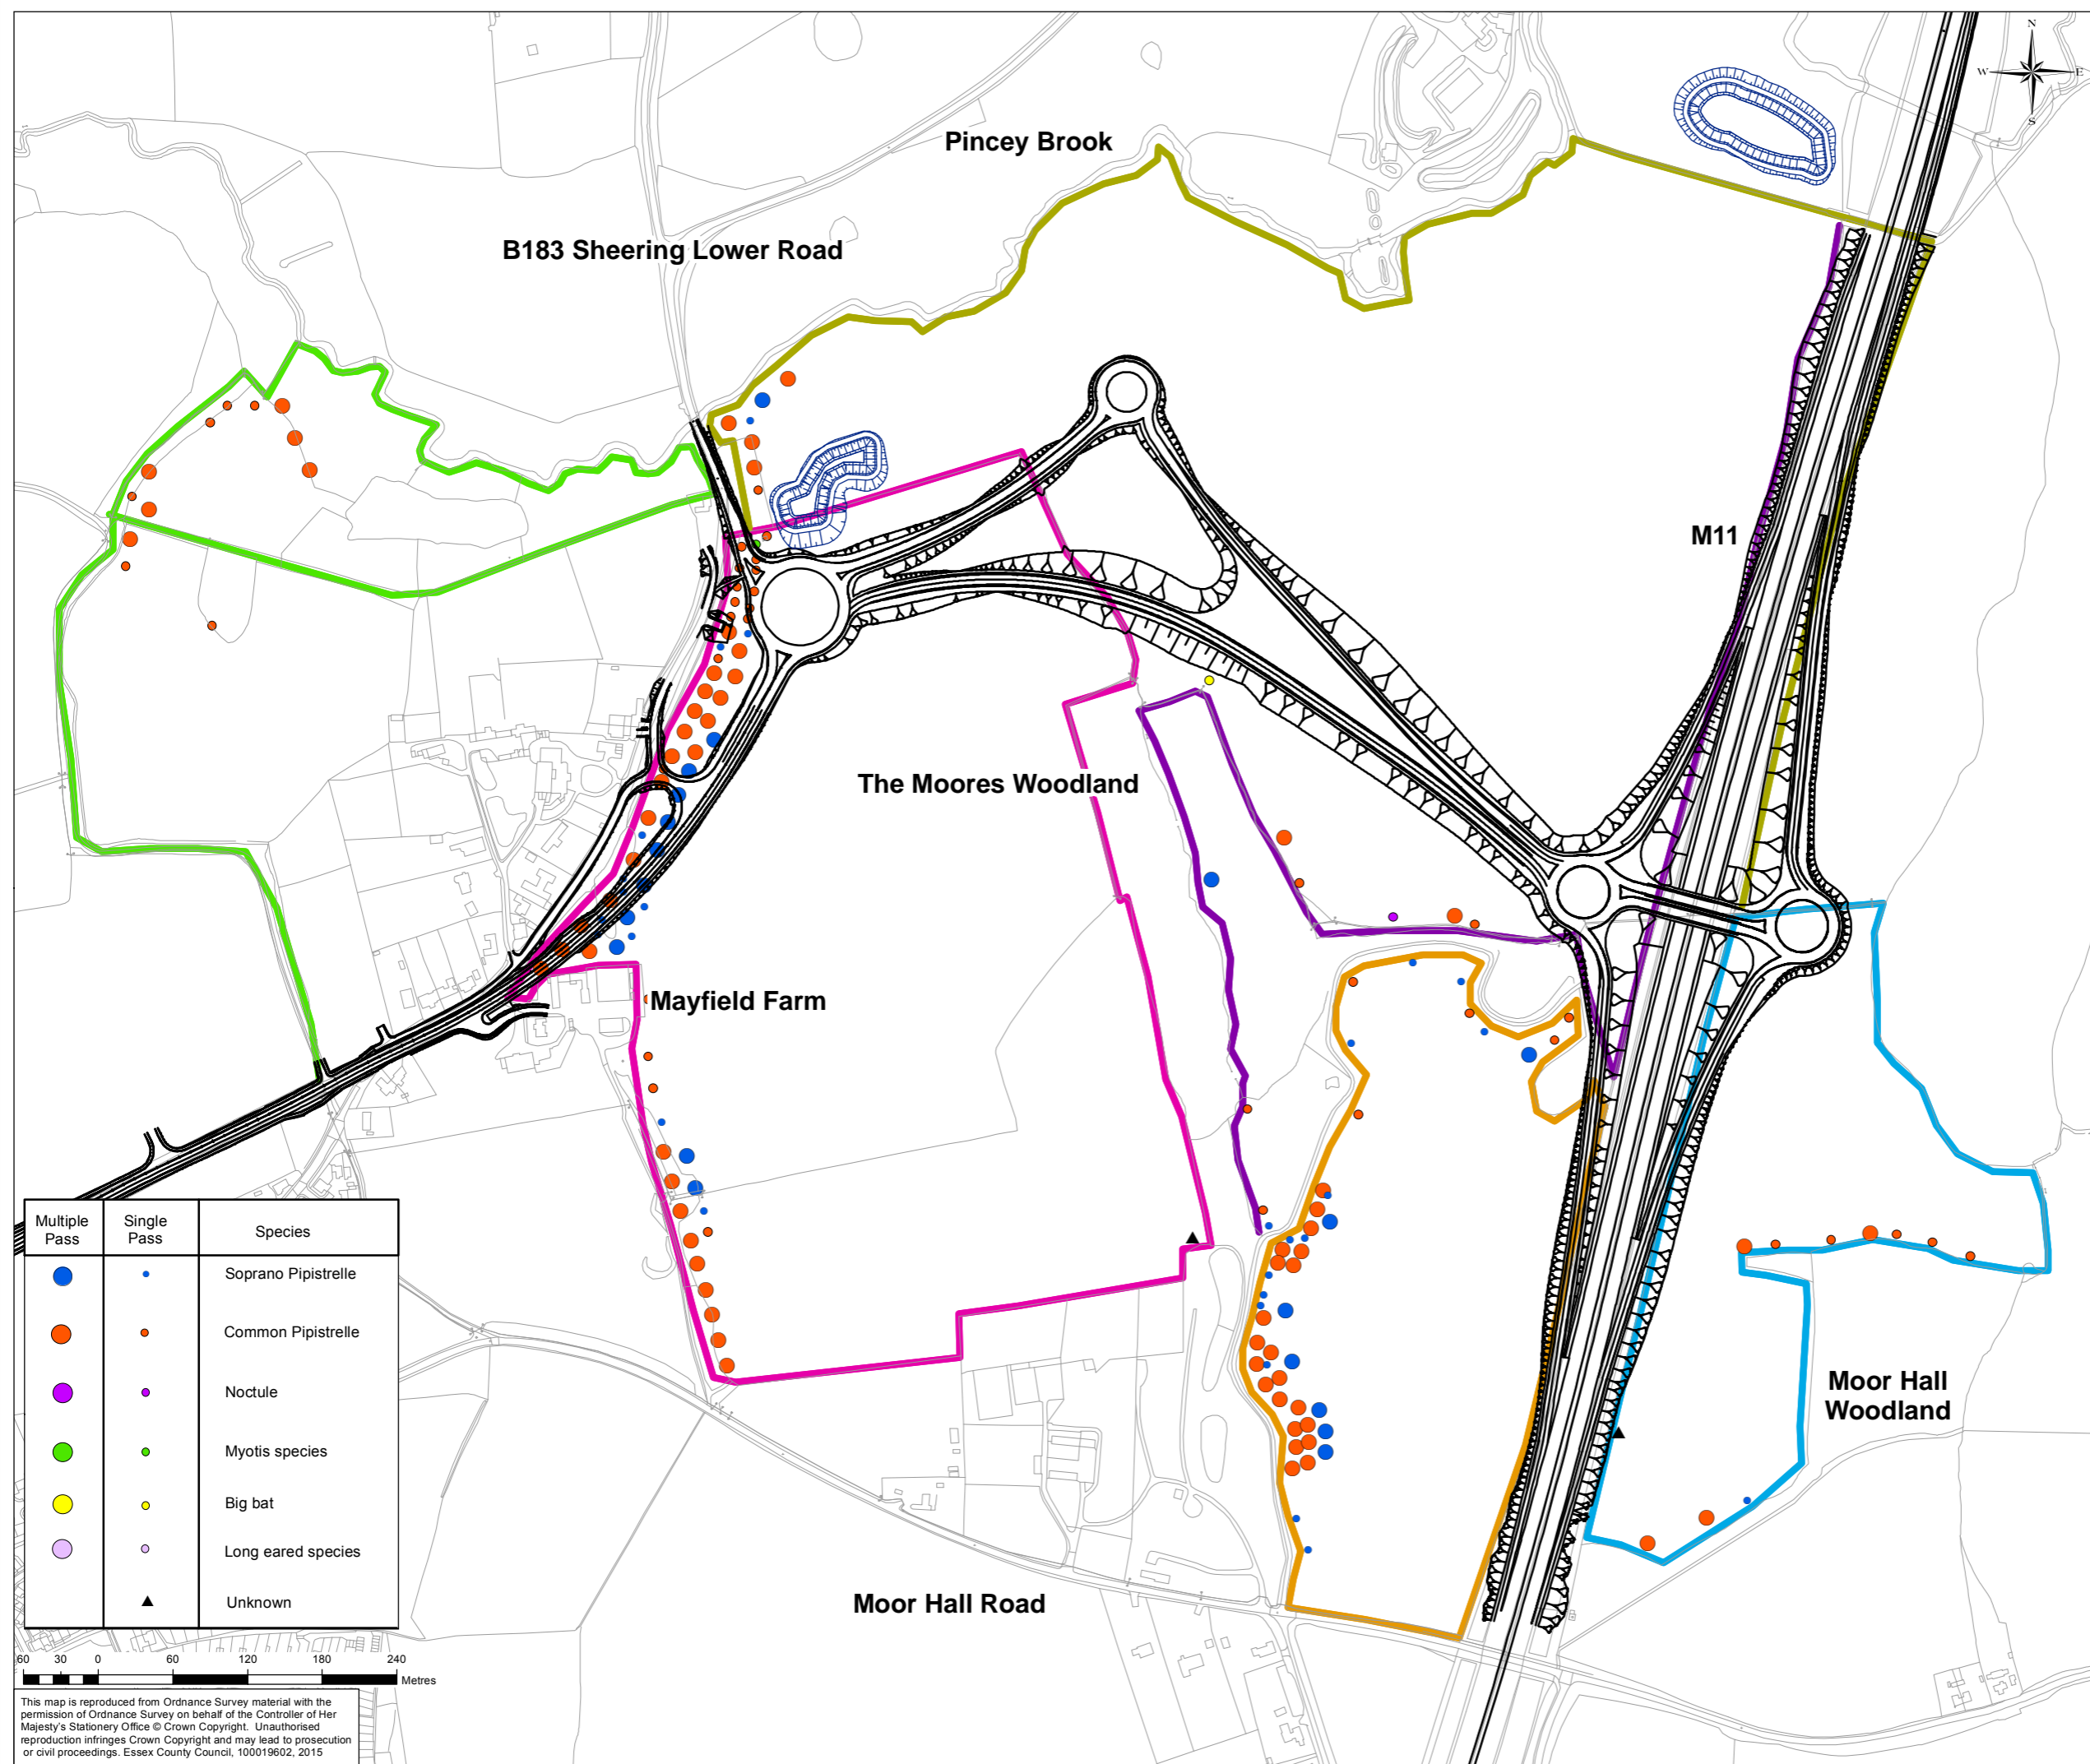 N
W
E
S
Pincey Brook
B183 Sheering Lower Road
M11
The Moores Woodland
Mayfield Farm
Moor Hall
Woodland
Moor Hall Road
Multiple
Pass
Single
Pass
Species
Soprano Pipistrelle
Common Pipistrelle
Noctule
Myotis species
Big bat
Long eared species
Unknown
60 30 0 60 120 180 240
Metres
This map is reproduced from Ordnance Survey material with the
permission of Ordnance Survey on behalf of the Controller of Her
Majesty's Stationery Office © Crown Copyright. Unauthorised
reproduction infringes Crown Copyright and may lead to prosecution
or civil proceedings. Essex County Council, 100019602, 2015